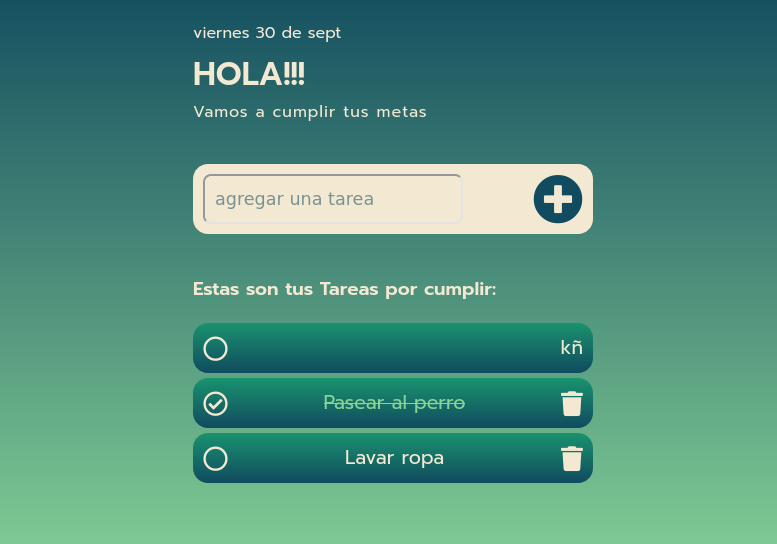 viernes 30 de sept
HOLA!!!
Vamos a cumplir tus metas
agregar una tarea
Estas son tus Tareas por cumplir:
kñ
Pasear al perro
Lavar ropa